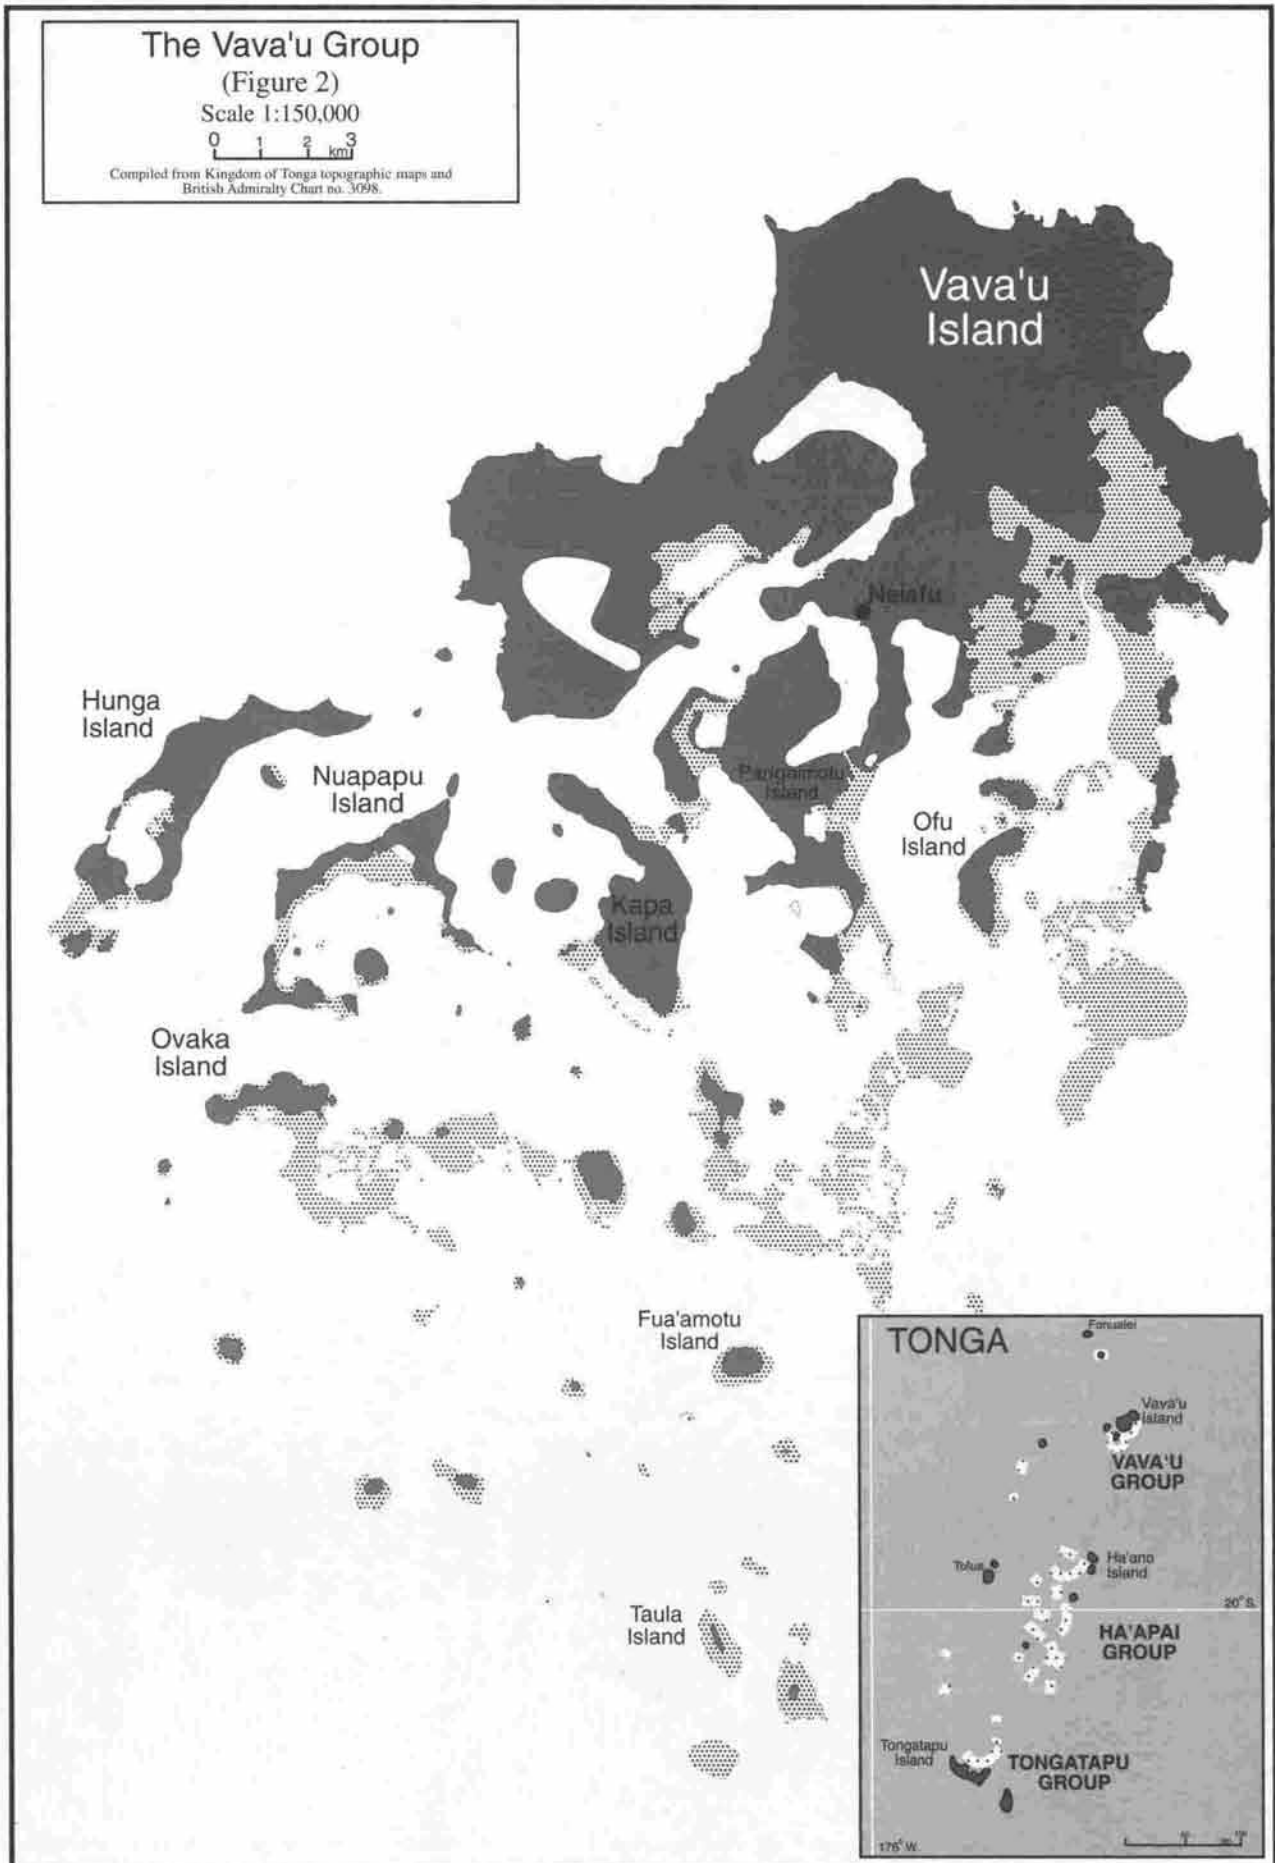 The Vava'u Group
(Figure 2)
Scale 1:150,000
0 1 2 3
km
Compiled from Kingdom of Tonga topographic maps and
British Admiralty Chart no. 3098.
Vava'u
Island
Neiafu
Hunga
Island
Nuapapu
Island
Pangaimotu
Island
Ofu
Island
Kapa
Island
Ovaka
Island
Fua'amotu
Island
Taula
Island
TONGA
Fonualei
Vava'u
Island
VAVA'U
GROUP
Tofua
Ha'ano
Island
20° S.
HA'APAI
GROUP
Tongatapu
Island
TONGATAPU
GROUP
176° W.